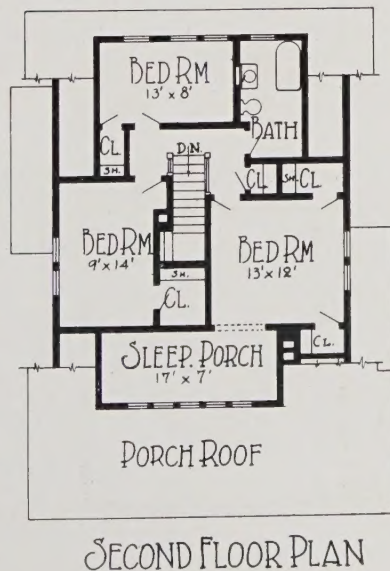 BED RM
13' x 8'
BATH
CL.
SH.
DN.
CL.
SH.
CL.
BED RM
9' x 14'
BED RM
13' x 12'
SH.
CL.
CL.
SLEEP. PORCH
17' x 7'
PORCH ROOF
SECOND FLOOR PLAN